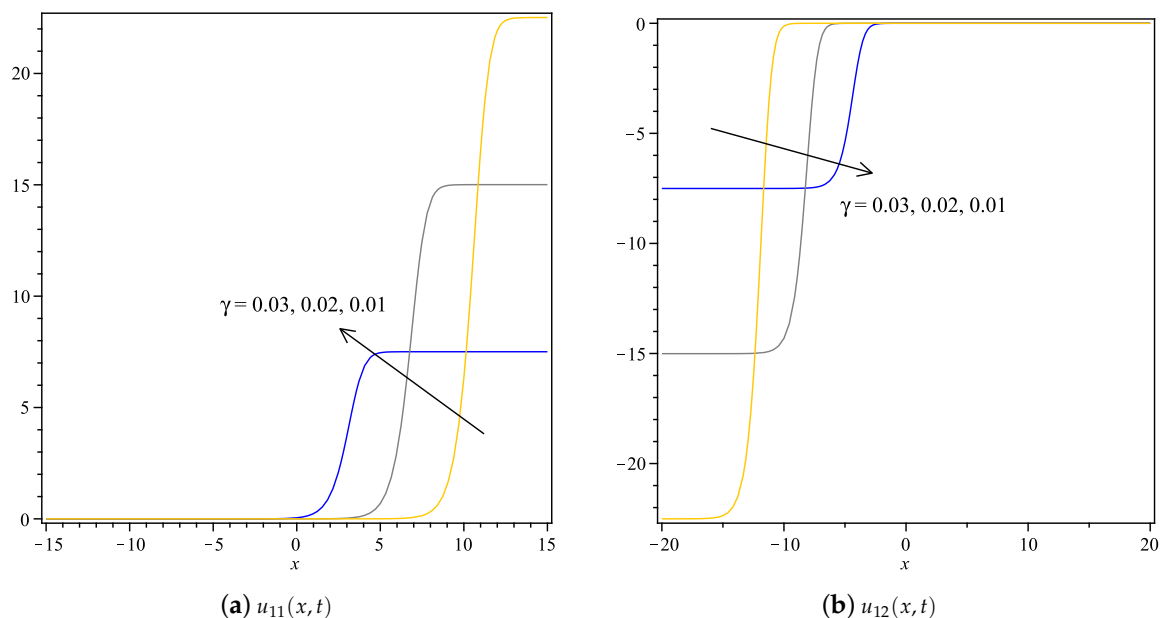 20
15
10
5
0
γ = 0.03, 0.02, 0.01
−15 −10 −5 0 5 10 15
x
(a) u₁₁(x, t)
0
−5
−10
−15
−20
γ = 0.03, 0.02, 0.01
−20 −10 0 10 20
x
(b) u₁₂(x, t)